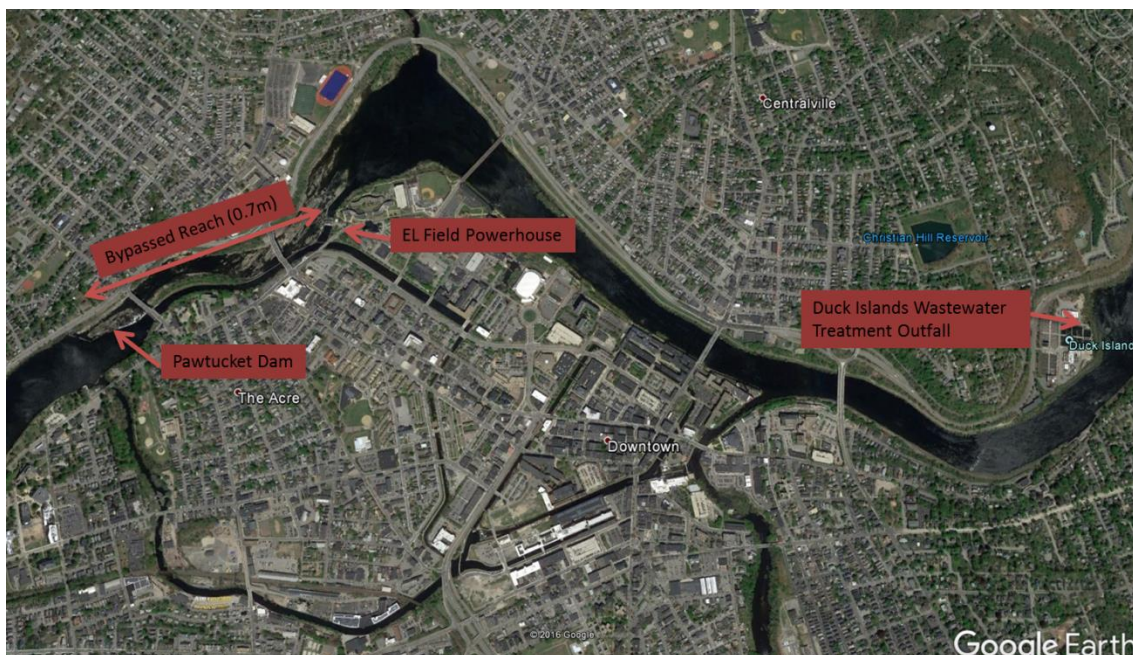 Centralville
Bypassed Reach (0.7m)
EL Field Powerhouse
Christian Hill Reservoir
Duck Islands Wastewater
Treatment Outfall
Duck Island
Pawtucket Dam
The Acre
Downtown
© 2016 Google
Google Earth